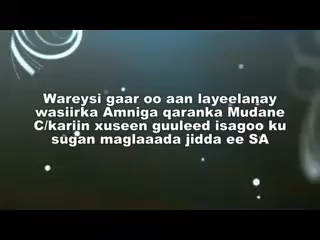 Wareysi gaar oo aan layeelanay
wasiirka Amniga qaranka Mudane
C/kariin xuseen guuleed isagoo ku
sugan maglaaada jidda ee SA